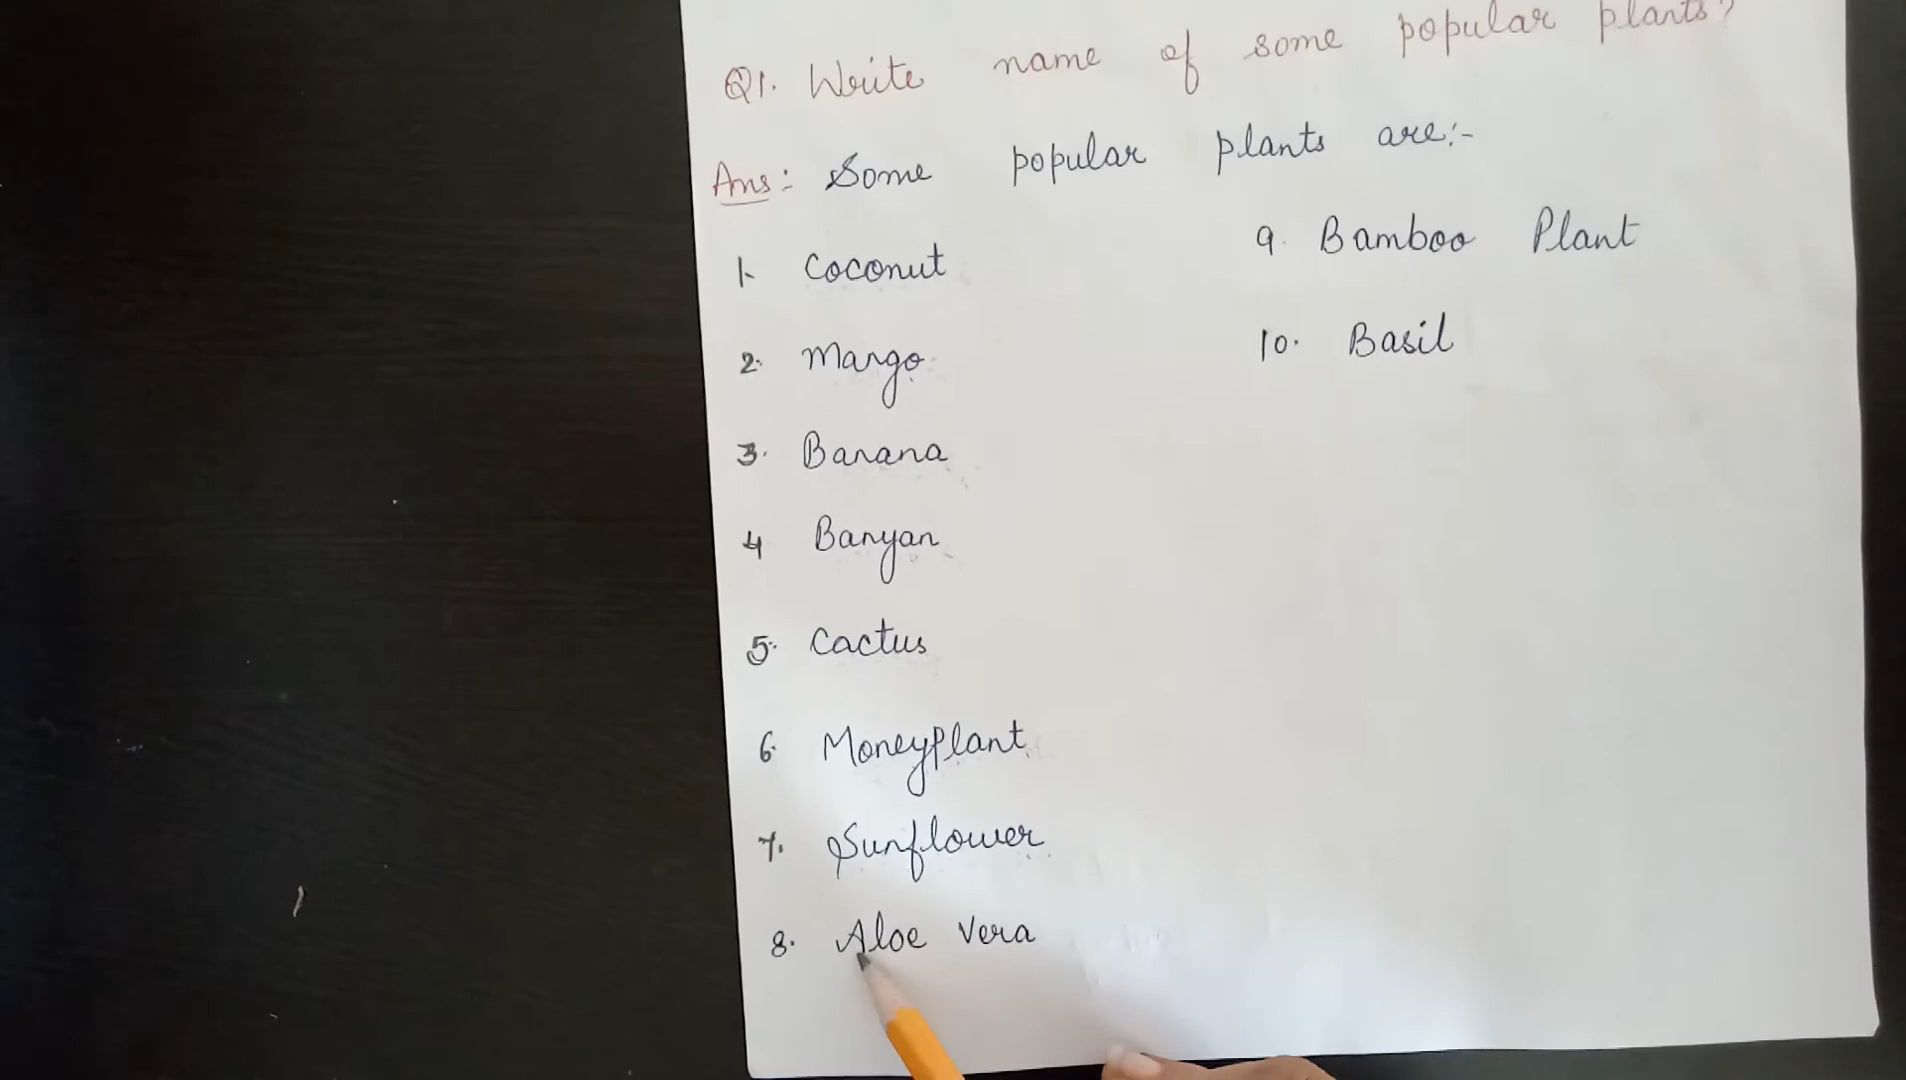 Q1. Write name of some popular plants?
Ans:- Some popular plants are:-
1. Coconut
2. Mango
3. Banana
4 Banyan
5. Cactus
6. Moneyplant
7. Sunflower
8. Aloe Vera
9. Bamboo Plant
10. Basil